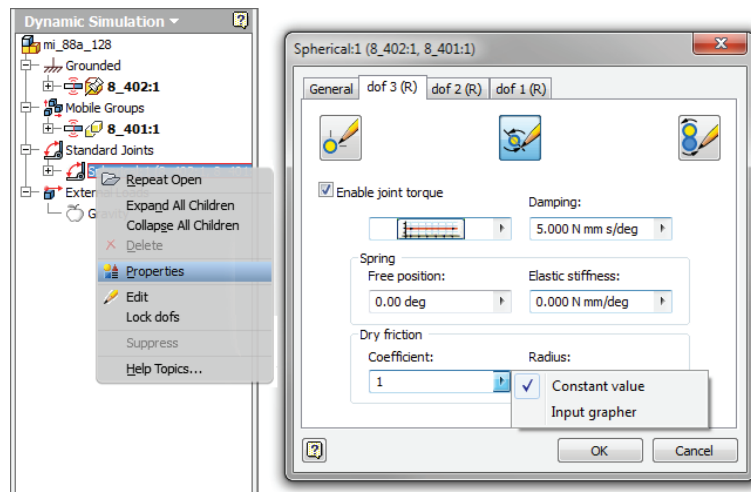 Dynamic Simulation
mi_88a_128
Grounded
8_402:1
Mobile Groups
8_401:1
Standard Joints
Repeat Open
Expand All Children
Collapse All Children
Delete
Properties
Edit
Lock dofs
Suppress
Help Topics...
Spherical:1 (8_402:1, 8_401:1)
General dof 3 (R) dof 2 (R) dof 1 (R)
Enable joint torque
Damping:
5.000 N mm s/deg
Spring
Free position: Elastic stiffness:
0.00 deg 0.000 N mm/deg
Dry friction
Coefficient: Radius:
1
Constant value
Input grapher
OK Cancel